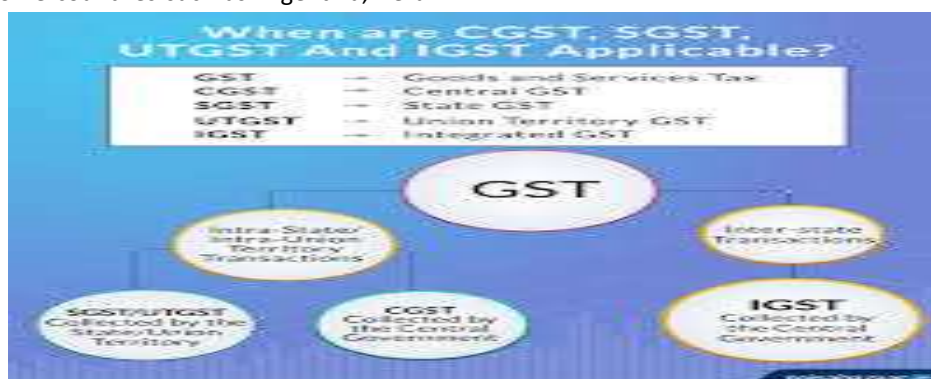 When are CGST, SGST,
UTGST And IGST Applicable?
GST → Goods and Services Tax
CGST → Central GST
SGST → State GST
UTGST → Union Territory GST
IGST → Integrated GST
GST
Intra-State/
Intra-Union
Territory
Transactions
Inter-state
Transactions
SGST/UTGST
Collected by the
State/Union
Territory
CGST
Collected by
the Central
Government
IGST
Collected by
the Central
Government